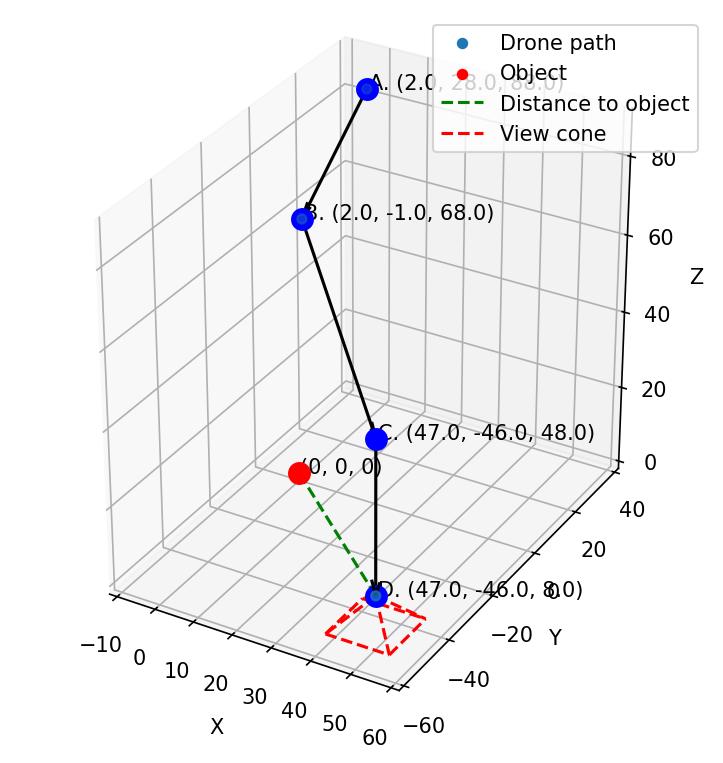 Drone path
Object
Distance to object
View cone
A. (2.0, 28.0, 88.0)
B. (2.0, -1.0, 68.0)
C. (47.0, -46.0, 48.0)
(0, 0, 0)
D. (47.0, -46.0, 8.0)
80
60
40
20
0
Z
40
20
0
−20
−40
−60
Y
−10
0
10
20
30
40
50
60
X